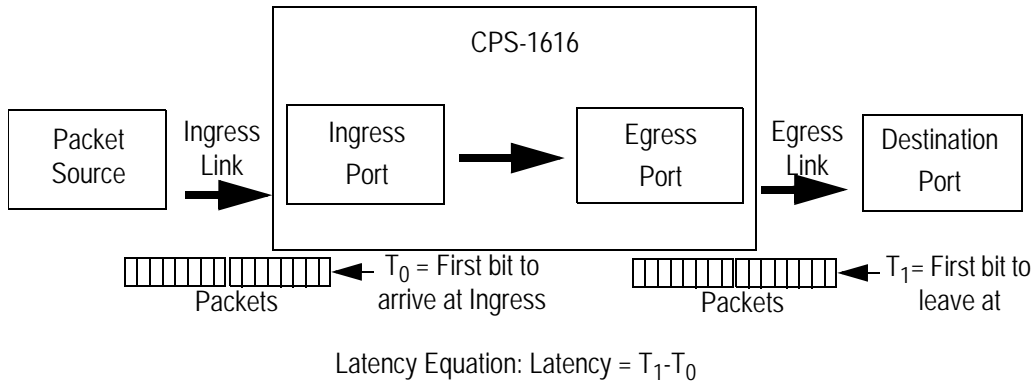 CPS-1616
Packet
Source
Ingress
Link
Ingress
Port
Egress
Port
Egress
Link
Destination
Port
Packets
T0 = First bit to
arrive at Ingress
Packets
T1= First bit to
leave at
Latency Equation: Latency = T1-T0